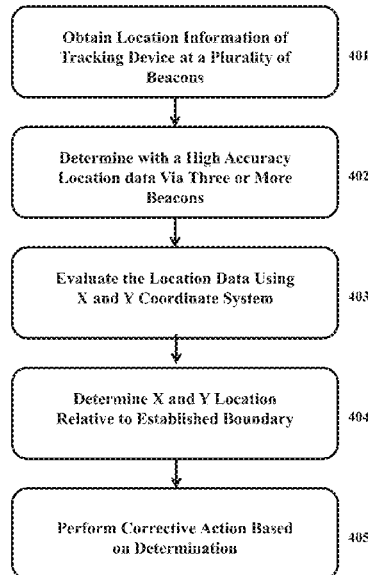 Obtain Location Information of
Tracking Device at a Plurality of
Beacons
401
Determine with a High Accuracy
Location data Via Three or More
Beacons
402
Evaluate the Location Data Using
X and Y Coordinate System
403
Determine X and Y Location
Relative to Established Boundary
404
Perform Corrective Action Based
on Determination
405